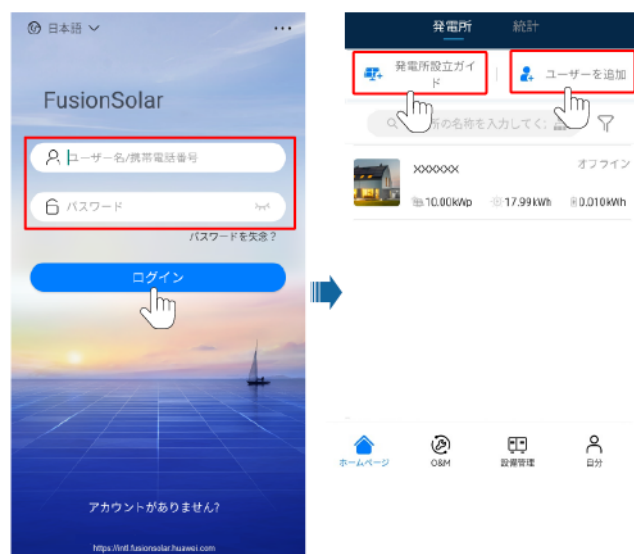 日本語
FusionSolar
ユーザー名/携帯電話番号
パスワード
パスワードを失念？
ログイン
アカウントがありません?
https://intl.fusionsolar.huawei.com
発電所 統計
発電所設立ガイ
ド
ユーザーを追加
所の名称を入力してく:
xxxxxx
オフライン
10.00kWp 17.99kWh 0.010kWh
ホームページ O&M 設備管理 自分